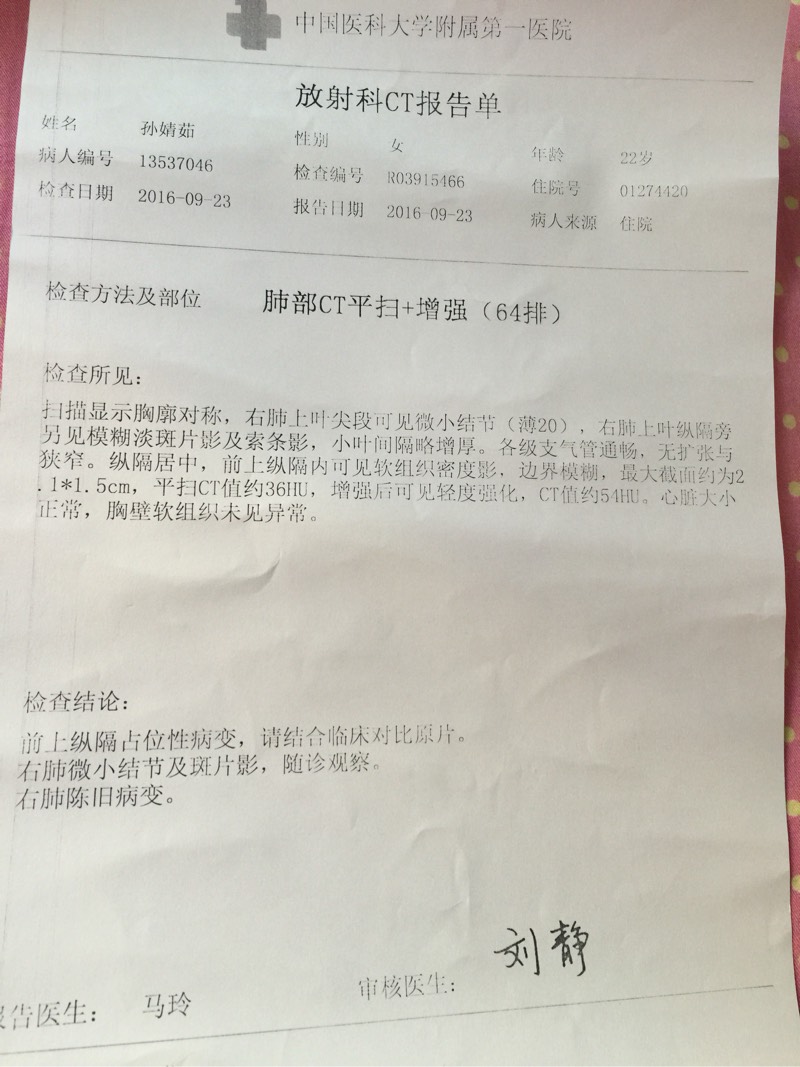 中国医科大学附属第一医院
放射科CT报告单
姓名 孙婧茹 性别 女 年龄 22岁
病人编号 13537046 检查编号 R03915466 住院号 01274420
检查日期 2016-09-23 报告日期 2016-09-23 病人来源 住院
检查方法及部位 肺部CT平扫+增强（64排）
检查所见：
扫描显示胸廓对称，右肺上叶尖段可见微小结节（薄20），右肺上叶纵隔旁
另见模糊淡斑片影及索条影，小叶间隔略增厚。各级支气管通畅，无扩张与
狭窄。纵隔居中，前上纵隔内可见软组织密度影，边界模糊，最大截面约为2
.1*1.5cm，平扫CT值约36HU，增强后可见轻度强化，CT值约54HU。心脏大小
正常，胸壁软组织未见异常。
检查结论：
前上纵隔占位性病变，请结合临床对比原片。
右肺微小结节及斑片影，随诊观察。
右肺陈旧病变。
报告医生： 马玲 审核医生： 刘静